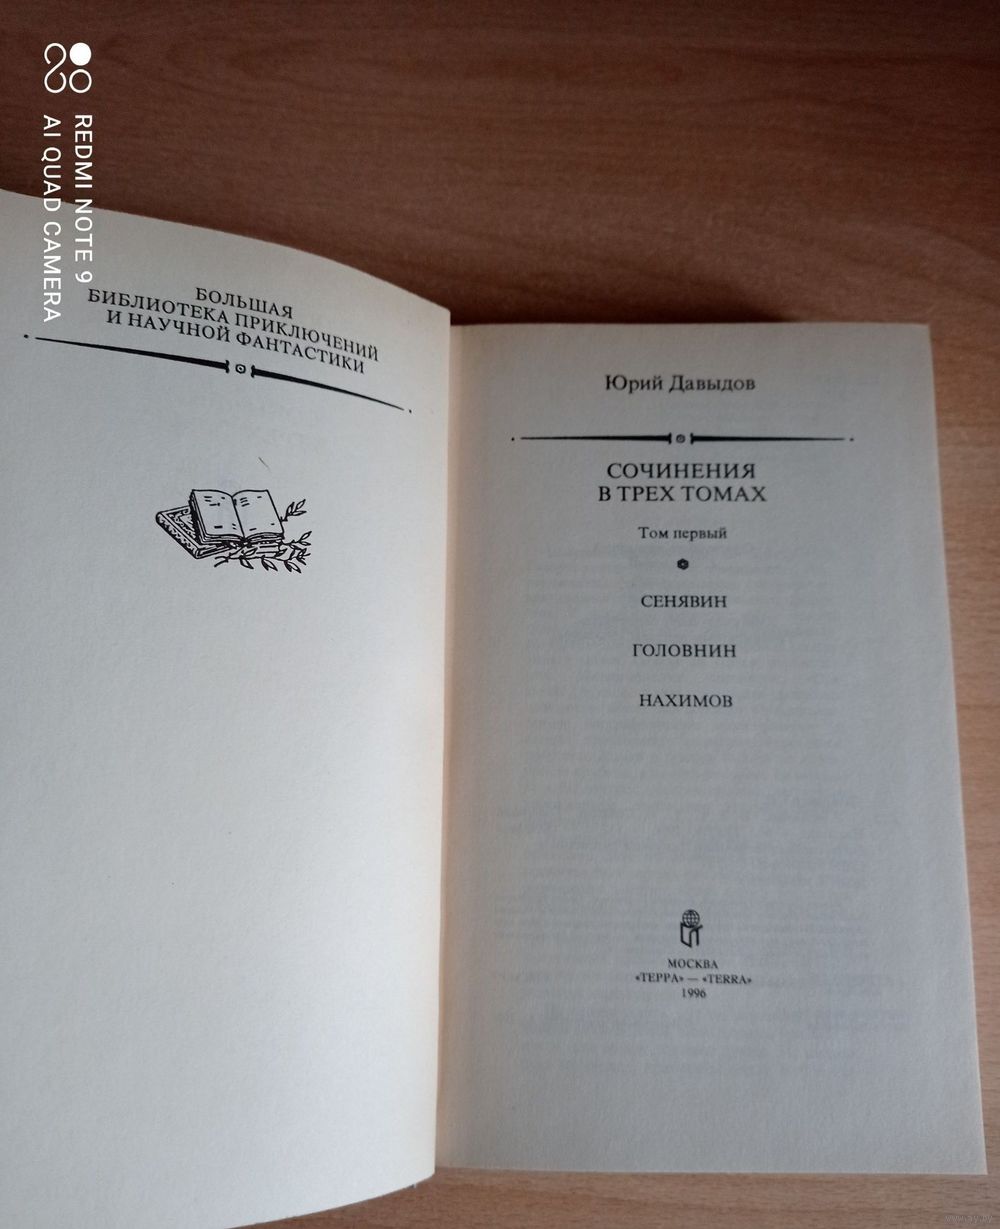 REDMI NOTE 9
AI QUAD CAMERA
БОЛЬШАЯ
БИБЛИОТЕКА ПРИКЛЮЧЕНИЙ
И НАУЧНОЙ ФАНТАСТИКИ
Юрий Давыдов
СОЧИНЕНИЯ
В ТРЕХ ТОМАХ
Том первый
СЕНЯВИН
ГОЛОВНИН
НАХИМОВ
МОСКВА
«ТЕРРА» — «TERRA»
1996